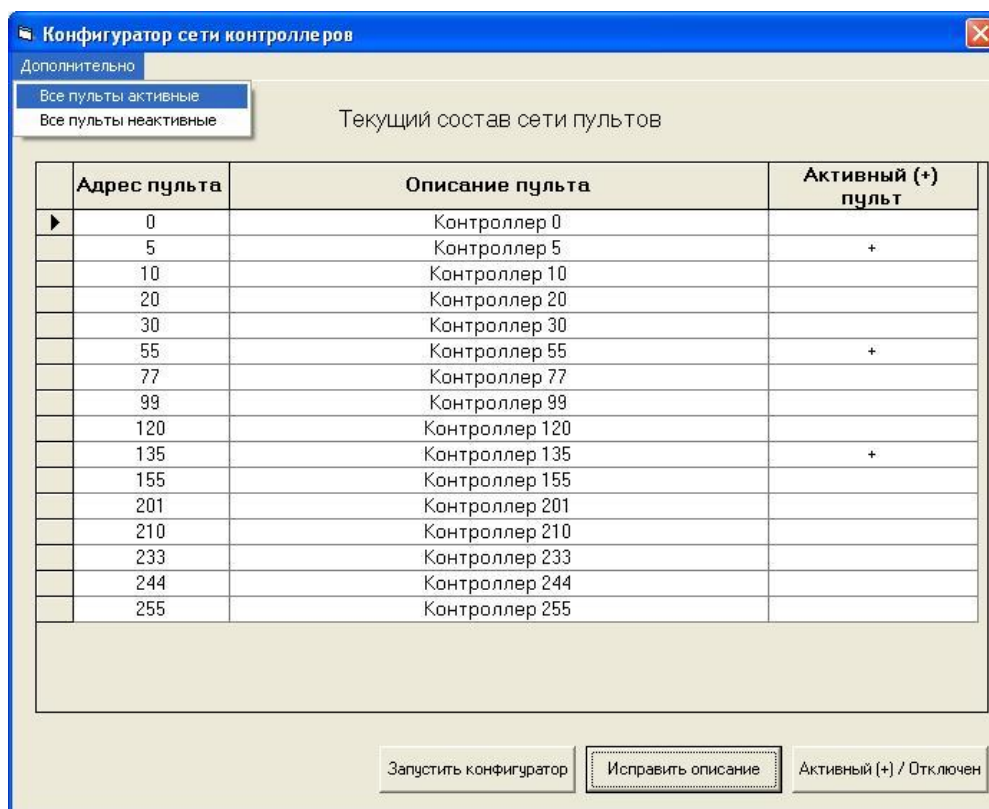 Конфигуратор сети контроллеров
Дополнительно
Все пульты активные
Все пульты неактивные
Текущий состав сети пультов
Адрес пульта Описание пульта Активный (+) пульт
0 Контроллер 0
5 Контроллер 5 +
10 Контроллер 10
20 Контроллер 20
30 Контроллер 30
55 Контроллер 55 +
77 Контроллер 77
99 Контроллер 99
120 Контроллер 120
135 Контроллер 135 +
155 Контроллер 155
201 Контроллер 201
210 Контроллер 210
233 Контроллер 233
244 Контроллер 244
255 Контроллер 255
Запустить конфигуратор Исправить описание Активный (+) / Отключен